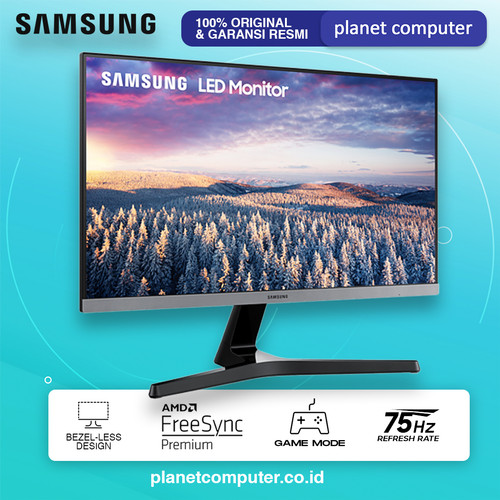 SAMSUNG
100% ORIGINAL
& GARANSI RESMI
planet computer
SAMSUNG LED Monitor
SAMSUNG
BEZEL-LESS
DESIGN
AMD
FreeSync
Premium
GAME MODE
75Hz
REFRESH RATE
planetcomputer.co.id